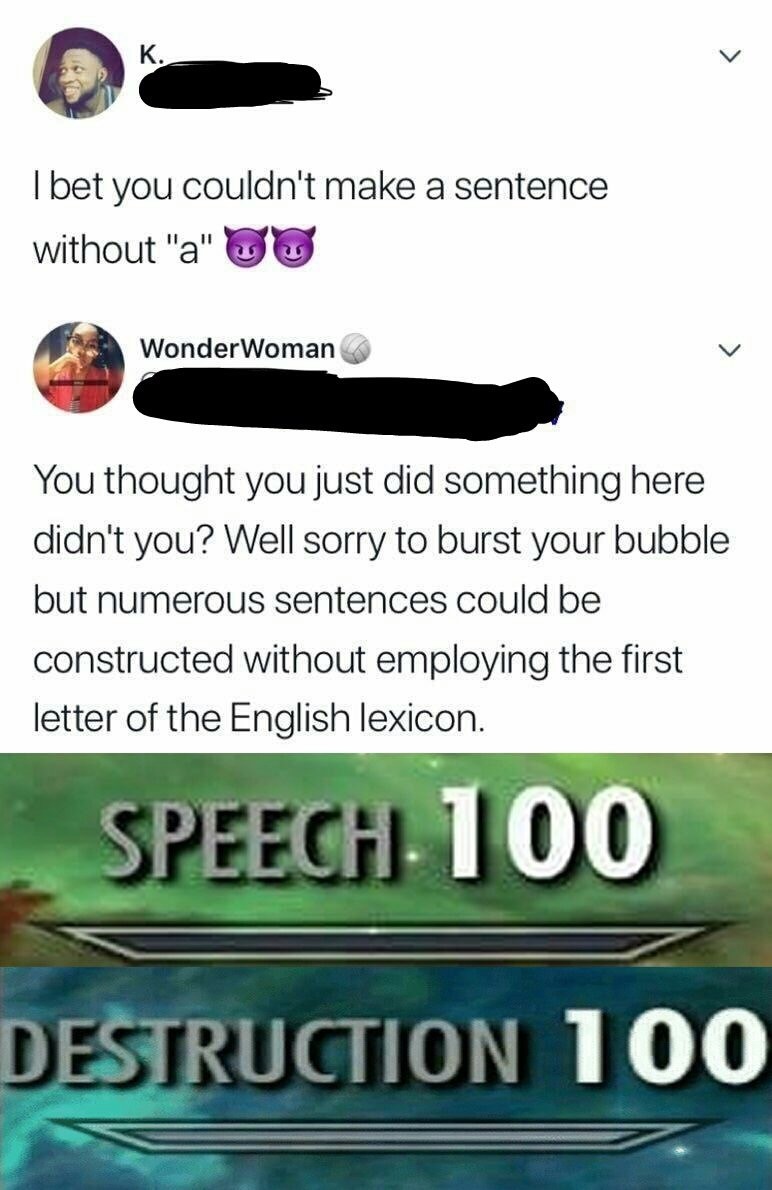 K.
I bet you couldn't make a sentence
without "a" 😈😈
WonderWoman🏐
You thought you just did something here
didn't you? Well sorry to burst your bubble
but numerous sentences could be
constructed without employing the first
letter of the English lexicon.
SPEECH 100
DESTRUCTION 100